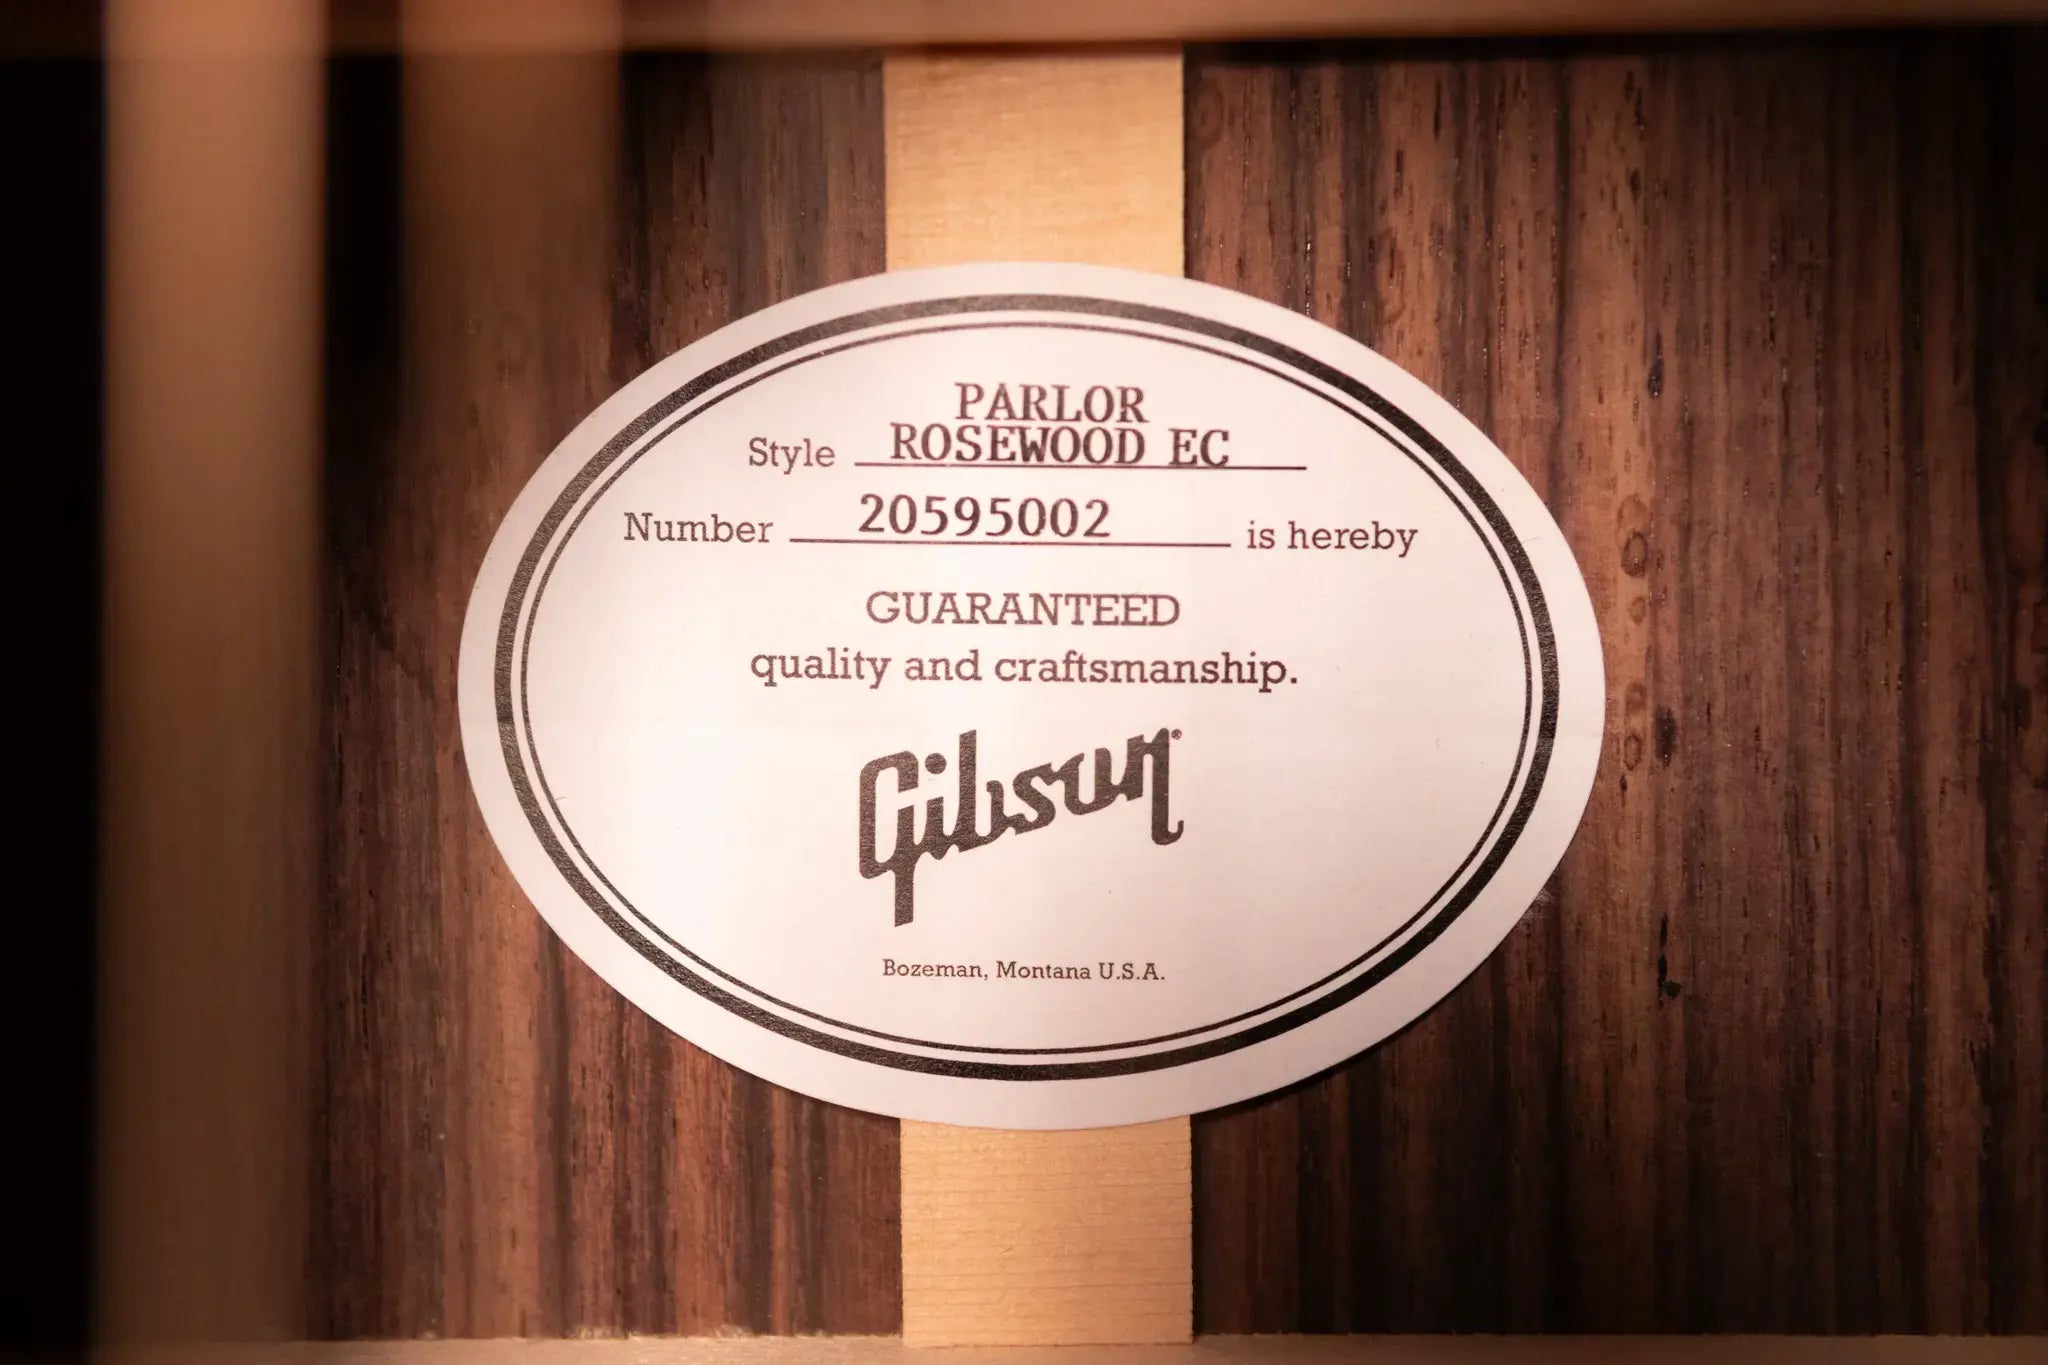 PARLOR
Style ROSEWOOD EC
Number 20595002 is hereby
GUARANTEED
quality and craftsmanship.
Gibson®
Bozeman, Montana U.S.A.